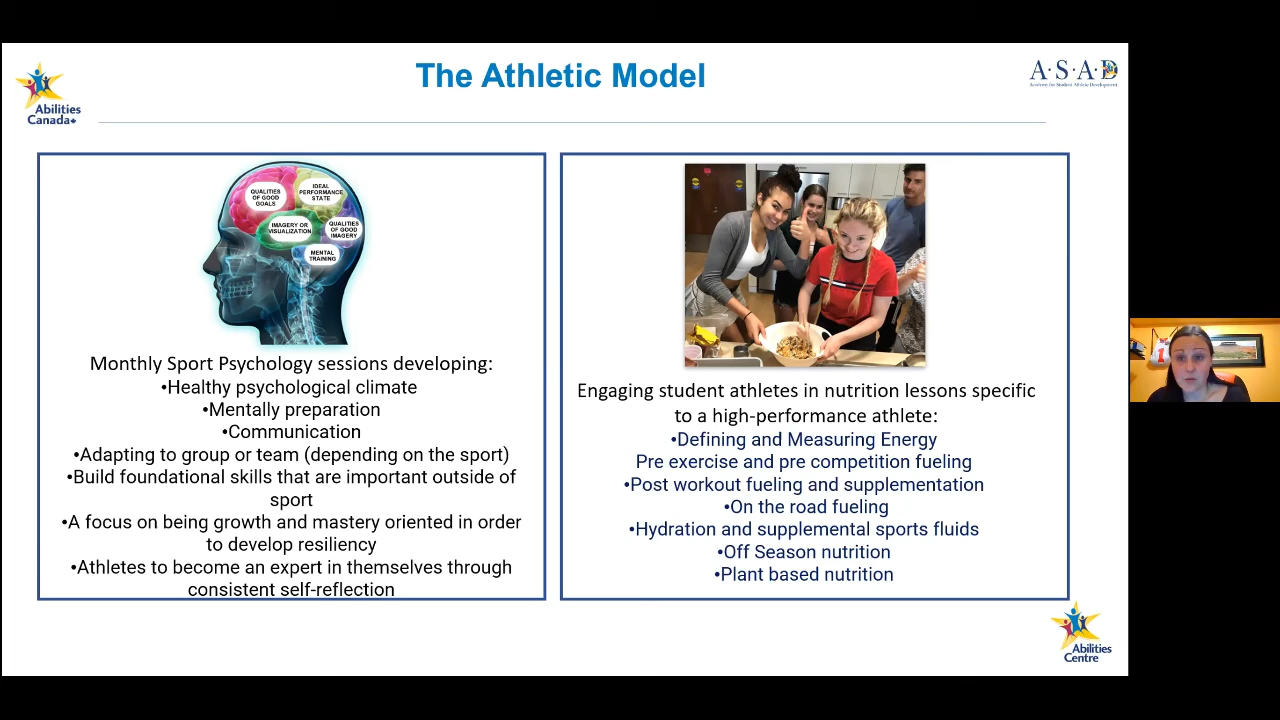 The Athletic Model
Abilities
Canada
A·S·A·D
Academy for Student Athlete Development
QUALITIES
OF GOOD
GOALS
IDEAL
PERFORMANCE
STATE
IMAGERY OR
VISUALIZATION
QUALITIES
OF GOOD
IMAGERY
MENTAL
TRAINING
Monthly Sport Psychology sessions developing:
•Healthy psychological climate
•Mentally preparation
•Communication
•Adapting to group or team (depending on the sport)
•Build foundational skills that are important outside of
sport
•A focus on being growth and mastery oriented in order
to develop resiliency
•Athletes to become an expert in themselves through
consistent self-reflection
Engaging student athletes in nutrition lessons specific
to a high-performance athlete:
•Defining and Measuring Energy
Pre exercise and pre competition fueling
•Post workout fueling and supplementation
•On the road fueling
•Hydration and supplemental sports fluids
•Off Season nutrition
•Plant based nutrition
Abilities
Centre